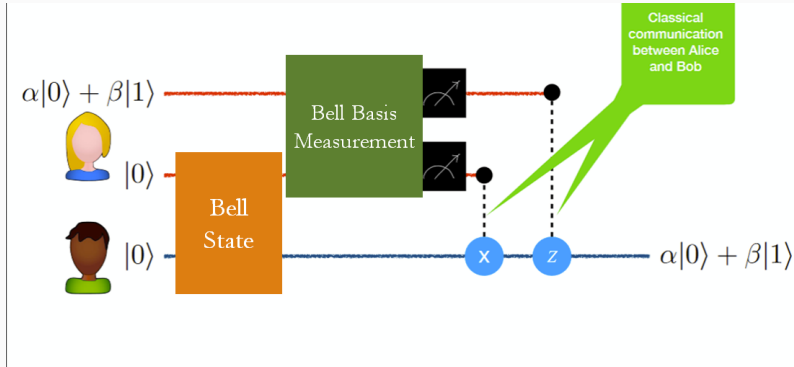 Classical
communication
between Alice
and Bob
α|0⟩ + β|1⟩
Bell Basis
Measurement
|0⟩
Bell
State
|0⟩
X
Z
α|0⟩ + β|1⟩